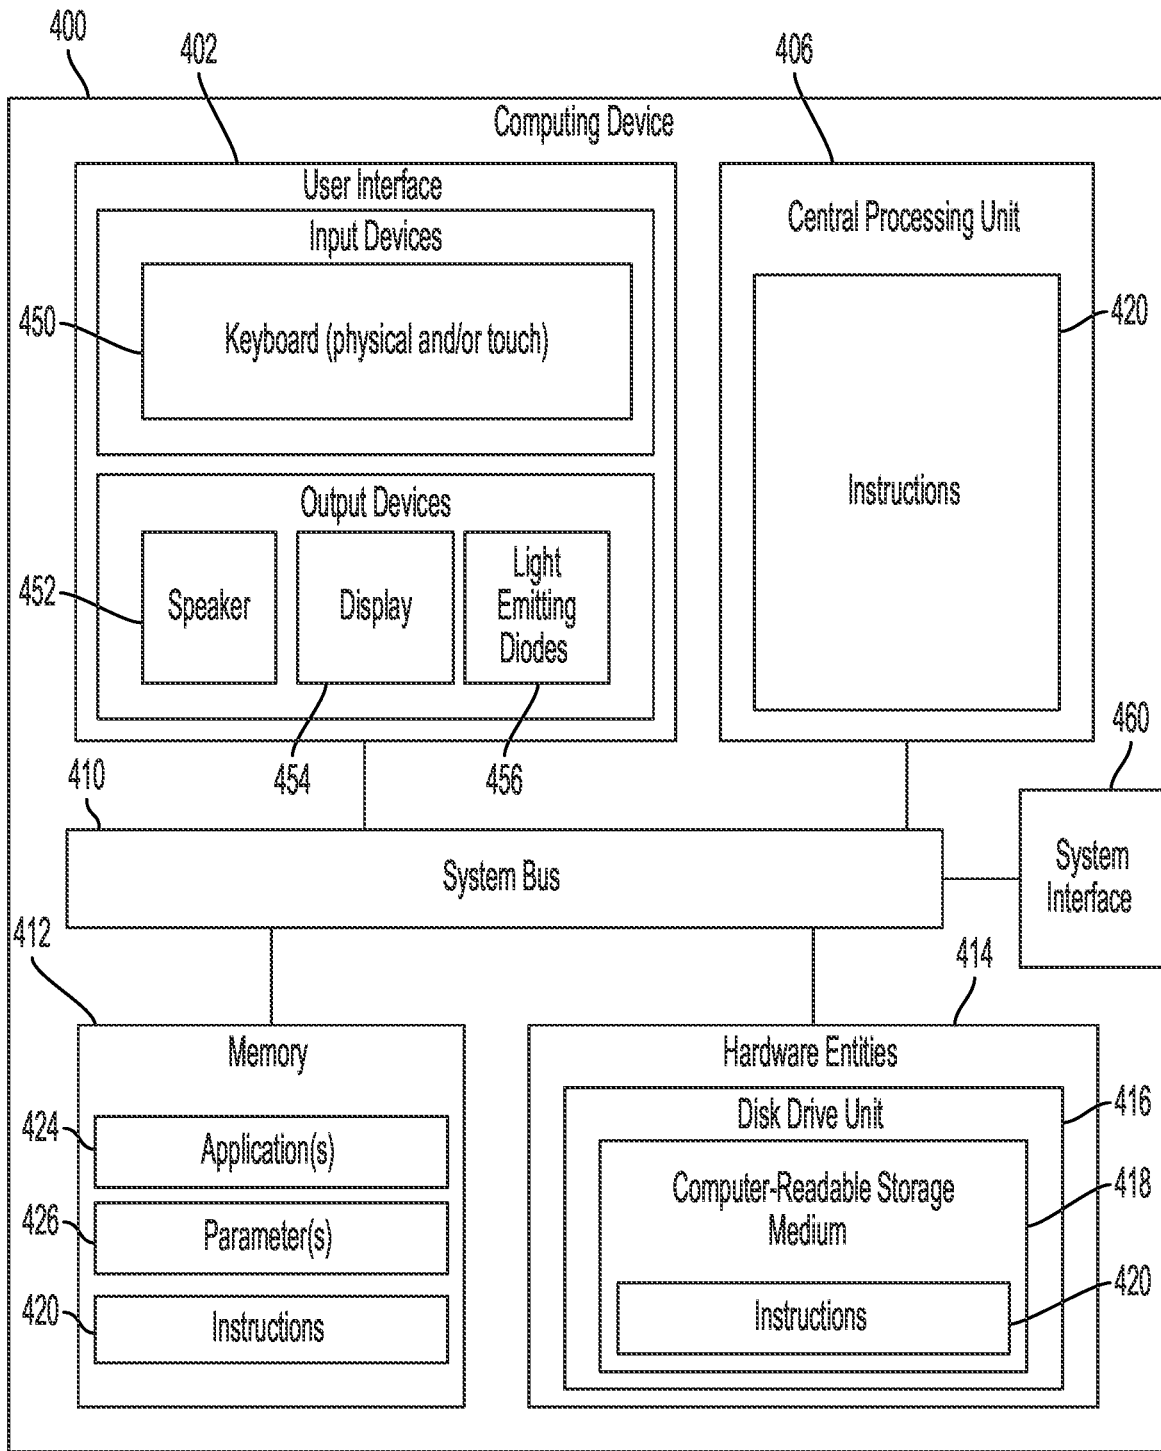 400
402
406
Computing Device
User Interface
Input Devices
450
Keyboard (physical and/or touch)
Output Devices
452
Speaker
Display
Light
Emitting
Diodes
454
456
Central Processing Unit
420
Instructions
410
System Bus
460
System
Interface
412
Memory
424
Application(s)
426
Parameter(s)
420
Instructions
414
Hardware Entities
Disk Drive Unit
416
Computer-Readable Storage
Medium
418
Instructions
420